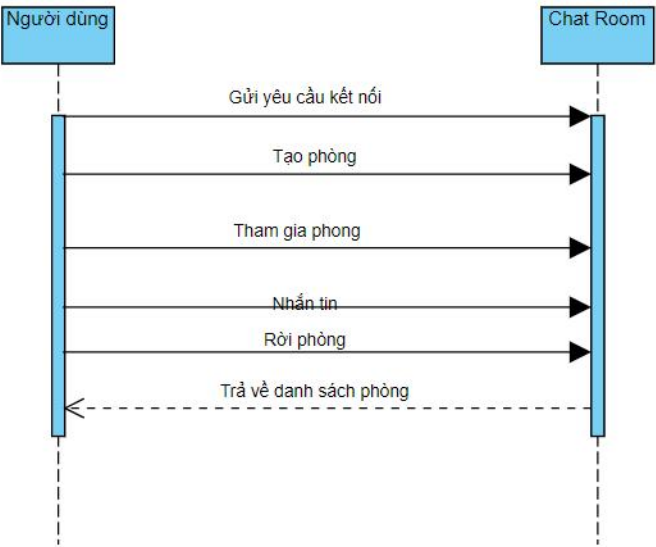 Người dùng
Chat Room
Gửi yêu cầu kết nối
Tạo phòng
Tham gia phong
Nhắn tin
Rời phòng
Trả về danh sách phòng